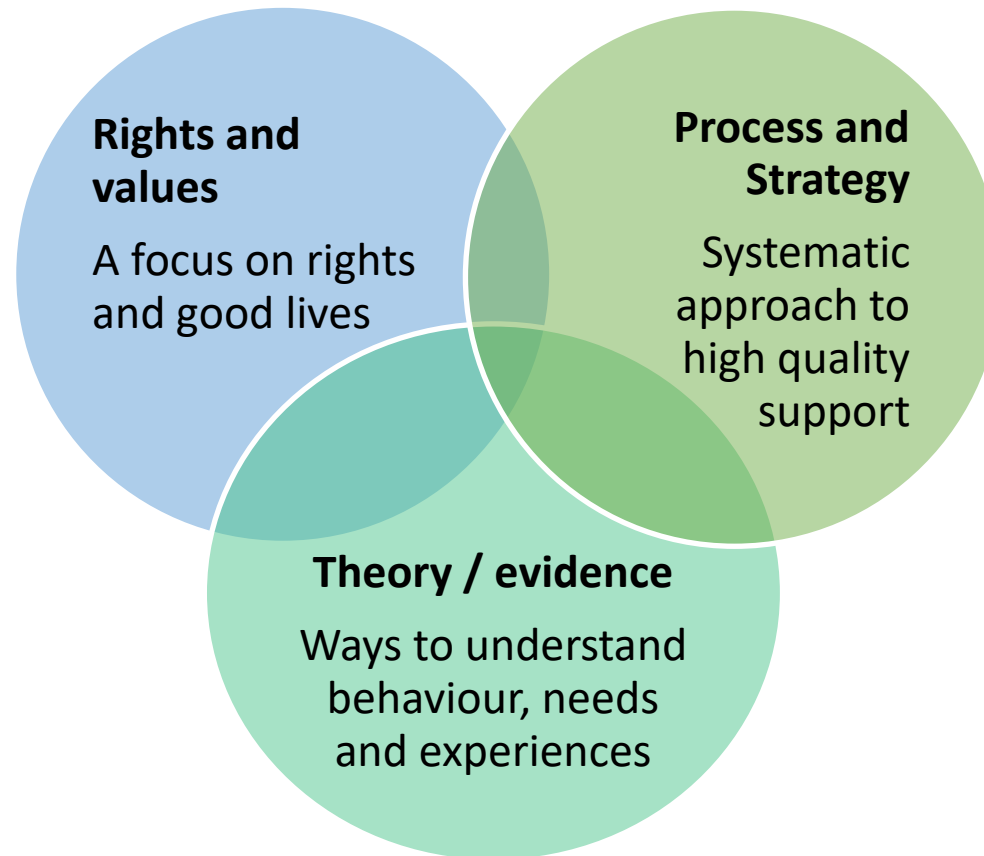 Rights and
values
A focus on rights
and good lives
Process and
Strategy
Systematic
approach to
high quality
support
Theory / evidence
Ways to understand
behaviour, needs
and experiences